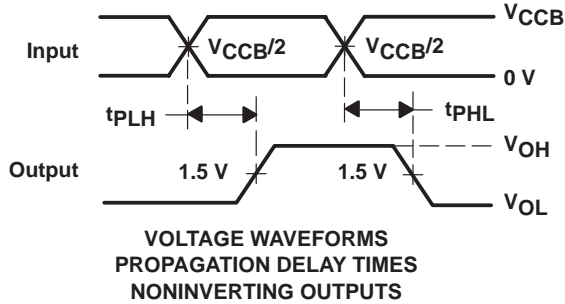 VCCB
Input
VCCB/2
VCCB/2
0 V
tPLH
tPHL
VOH
Output
1.5 V
1.5 V
VOL
VOLTAGE WAVEFORMS
PROPAGATION DELAY TIMES
NONINVERTING OUTPUTS